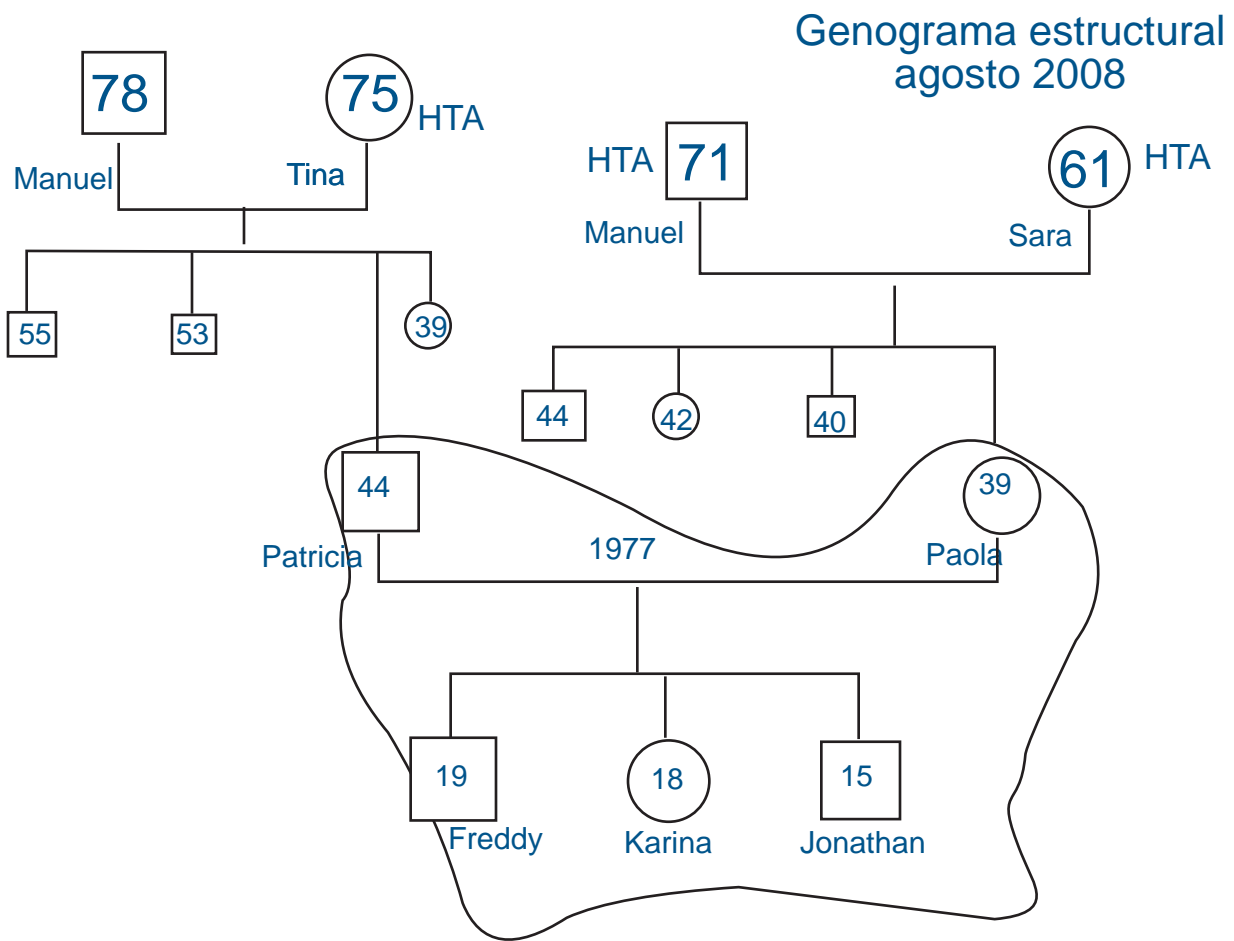 Genograma estructural
agosto 2008
78
75
HTA
Manuel
Tina
HTA
71
61
HTA
Manuel
Sara
55
53
39
44
42
40
44
39
Patricia
1977
Paola
19
18
15
Freddy
Karina
Jonathan